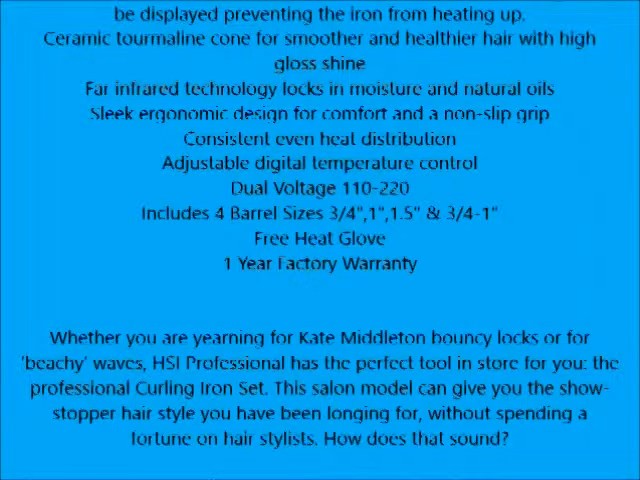 be displayed preventing the iron from heating up.
Ceramic tourmaline cone for smoother and healthier hair with high
gloss shine
Far infrared technology locks in moisture and natural oils
Sleek ergonomic design for comfort and a non-slip grip
Consistent even heat distribution
Adjustable digital temperature control
Dual Voltage 110-220
Includes 4 Barrel Sizes 3/4",1",1.5" & 3/4-1"
Free Heat Glove
1 Year Factory Warranty
Whether you are yearning for Kate Middleton bouncy locks or for
'beachy' waves, HSI Professional has the perfect tool in store for you: the
professional Curling Iron Set. This salon model can give you the show-
stopper hair style you have been longing for, without spending a
fortune on hair stylists. How does that sound?